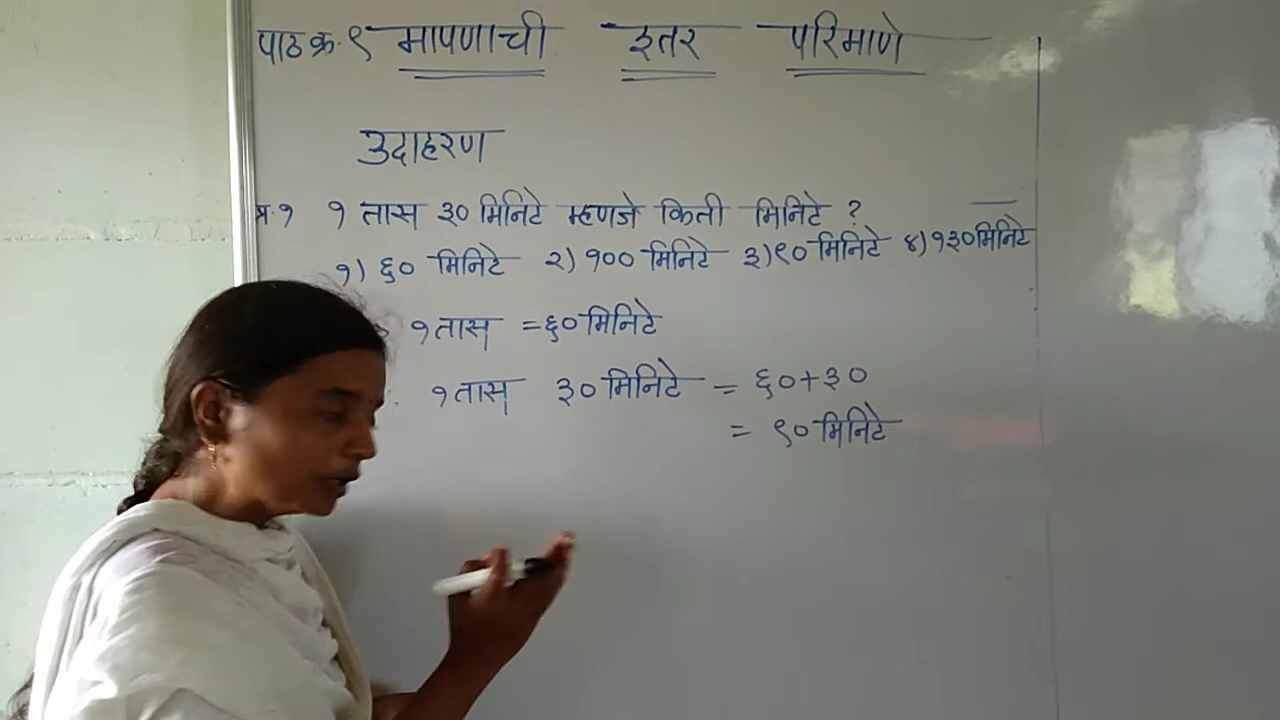 पाठ क्र. ९ मापणाची इतर परिमाणे
उदाहरण
प्र.१ १ तास ३० मिनिटे म्हणजे किती मिनिटे ?
१) ६० मिनिटे २) १०० मिनिटे ३) ९० मिनिटे ४) १३० मिनिटे
१ तास = ६० मिनिटे
१ तास ३० मिनिटे = ६० + ३०
= ९० मिनिटे